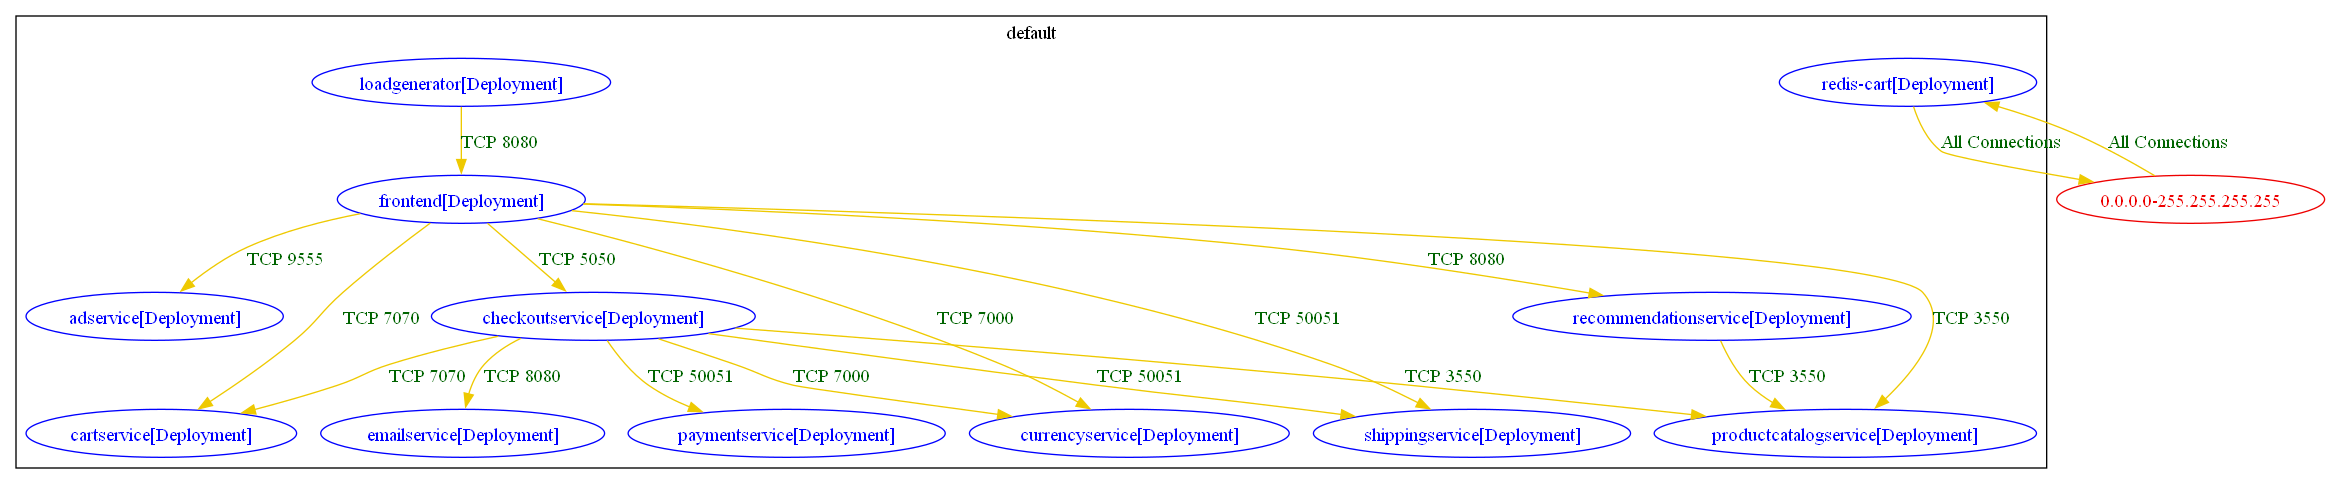 default
loadgenerator[Deployment]
redis-cart[Deployment]
TCP 8080
All Connections
All Connections
frontend[Deployment]
0.0.0.0-255.255.255.255
TCP 9555
TCP 5050
TCP 8080
adservice[Deployment]
TCP 7070
checkoutservice[Deployment]
TCP 7000
TCP 50051
recommendationservice[Deployment]
TCP 3550
TCP 7070
TCP 8080
TCP 50051
TCP 7000
TCP 50051
TCP 3550
TCP 3550
cartservice[Deployment]
emailservice[Deployment]
paymentservice[Deployment]
currencyservice[Deployment]
shippingservice[Deployment]
productcatalogservice[Deployment]